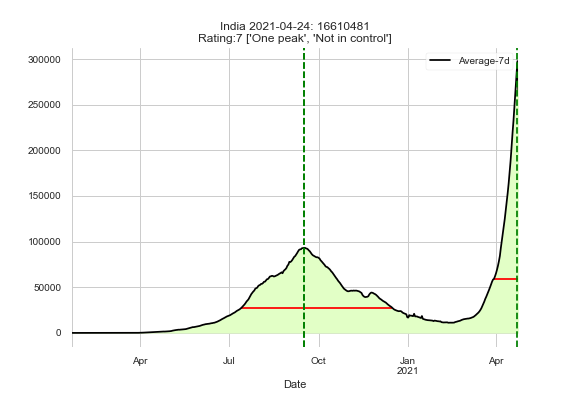 India 2021-04-24: 16610481
Rating:7 ['One peak', 'Not in control']
Average-7d
300000
250000
200000
150000
100000
50000
0
Apr
Jul
Oct
Jan
2021
Apr
Date